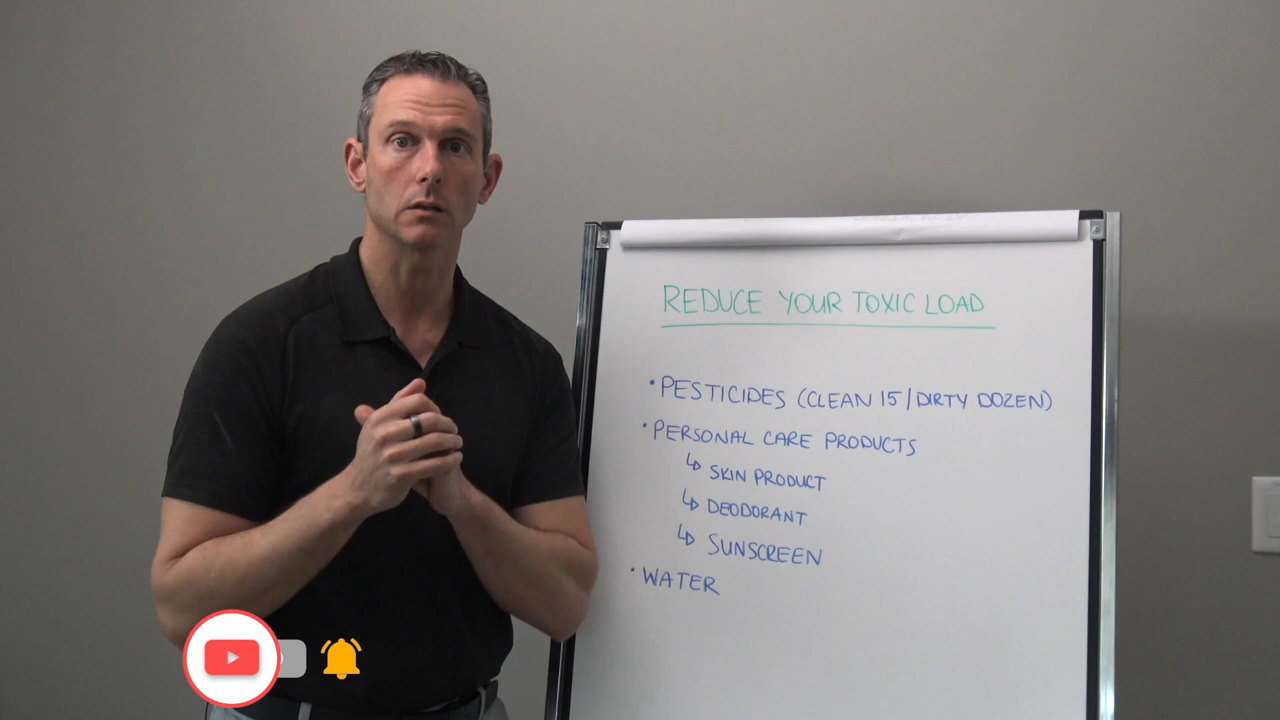 REDUCE YOUR TOXIC LOAD
• PESTICIDES (CLEAN 15/DIRTY DOZEN)
• PERSONAL CARE PRODUCTS
↳ SKIN PRODUCT
↳ DEODORANT
↳ SUNSCREEN
• WATER